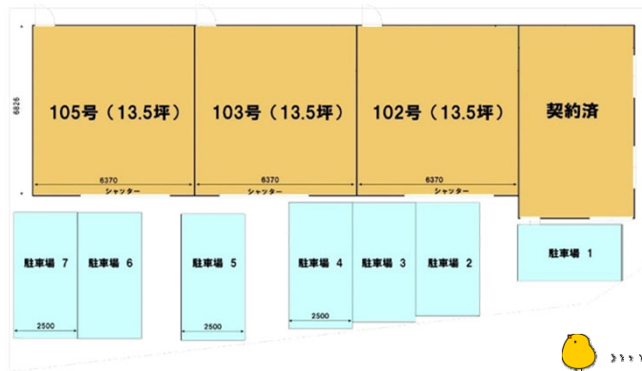 6826
105号（13.5坪）
103号（13.5坪）
102号（13.5坪）
契約済
6370
6370
6370
シャッター
シャッター
シャッター
駐車場 7
駐車場 6
駐車場 5
駐車場 4
駐車場 3
駐車場 2
駐車場 1
2500
2500
2500